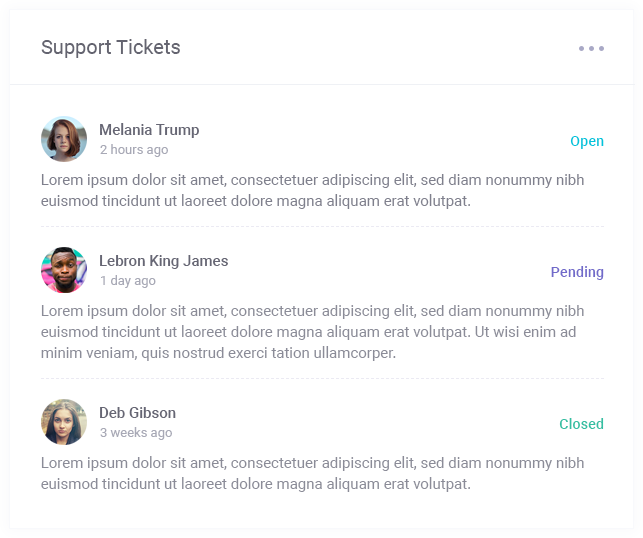 Support Tickets
Melania Trump
2 hours ago
Open
Lorem ipsum dolor sit amet, consectetuer adipiscing elit, sed diam nonummy nibh
euismod tincidunt ut laoreet dolore magna aliquam erat volutpat.
Lebron King James
1 day ago
Pending
Lorem ipsum dolor sit amet, consectetuer adipiscing elit, sed diam nonummy nibh
euismod tincidunt ut laoreet dolore magna aliquam erat volutpat. Ut wisi enim ad
minim veniam, quis nostrud exerci tation ullamcorper.
Deb Gibson
3 weeks ago
Closed
Lorem ipsum dolor sit amet, consectetuer adipiscing elit, sed diam nonummy nibh
euismod tincidunt ut laoreet dolore magna aliquam erat volutpat.